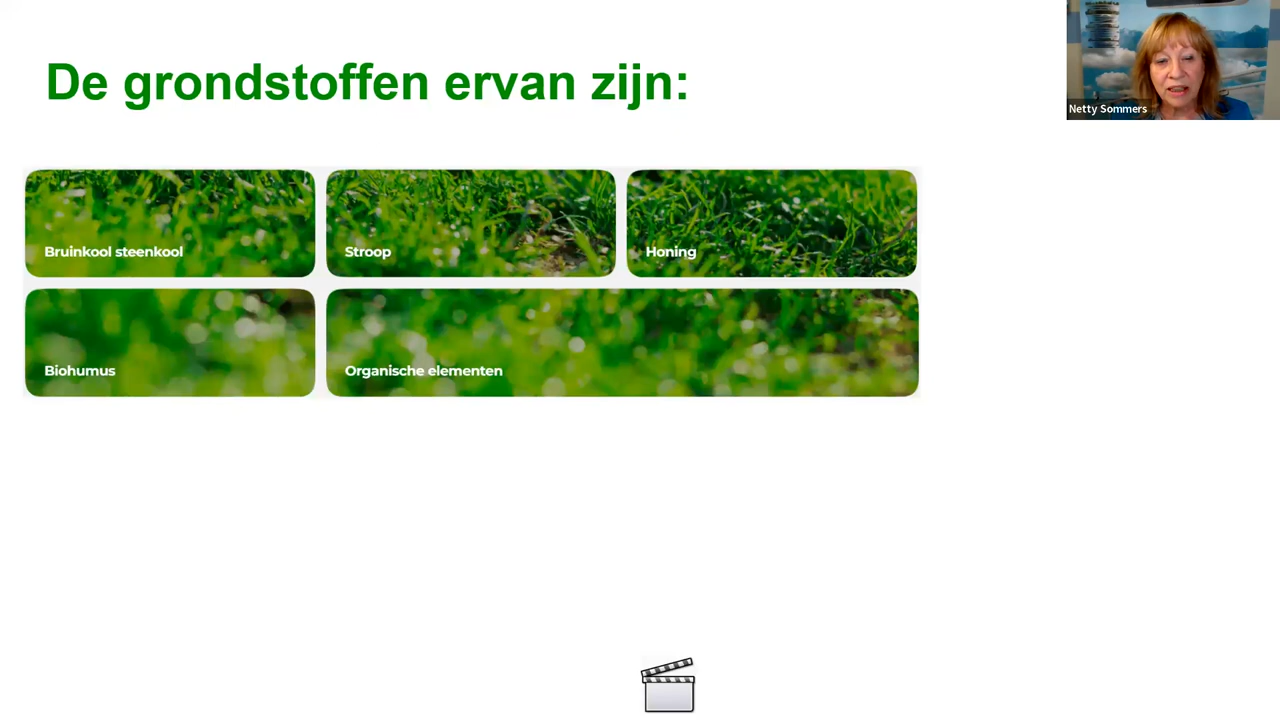 De grondstoffen ervan zijn:
Netty Sommers
Bruinkool steenkool
Stroop
Honing
Biohumus
Organische elementen